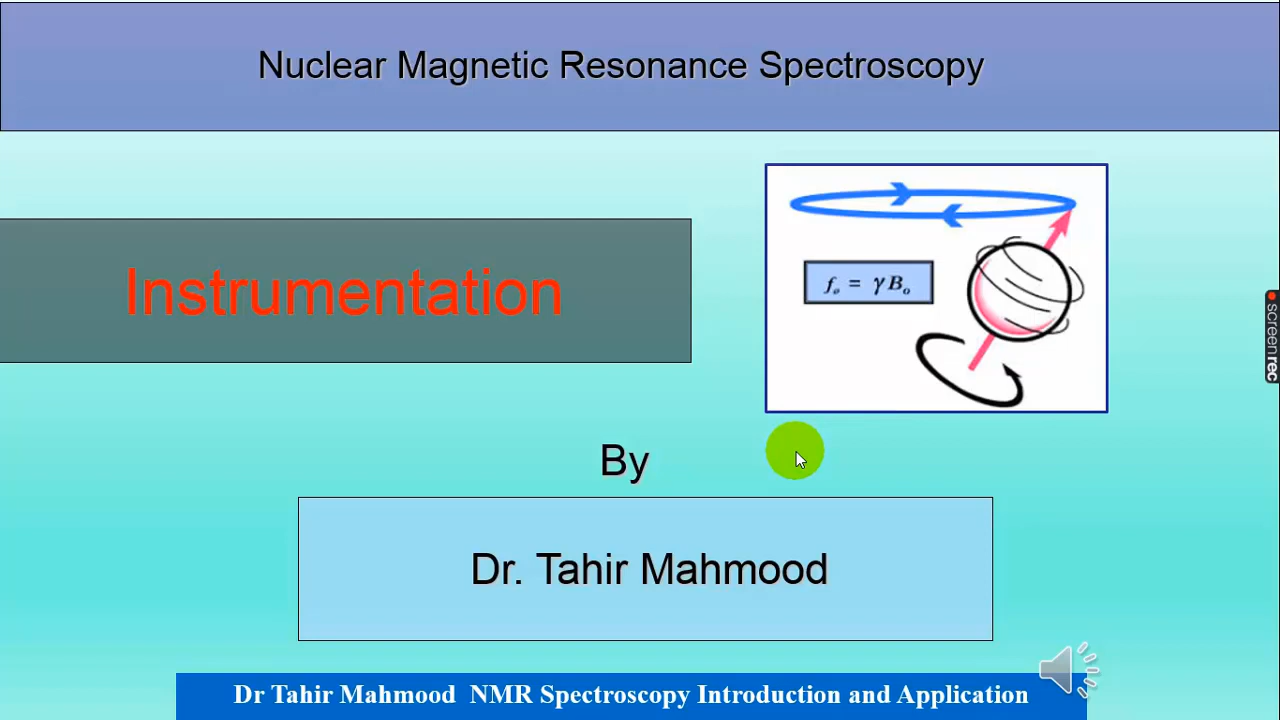 Nuclear Magnetic Resonance Spectroscopy
Instrumentation
fₒ = γBₒ
By
Dr. Tahir Mahmood
Dr Tahir Mahmood NMR Spectroscopy Introduction and Application
screenrec